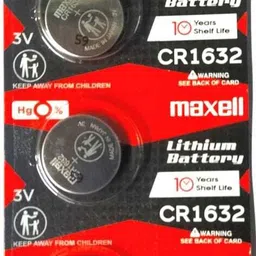 Battery
10 Years
Shelf Life
3V
CR1632
WARNING
SEE BACK OF CARD
KEEP AWAY FROM CHILDREN
Hg 0%
maxell
Lithium
Battery
10 Years
Shelf Life
3V
CR1632
WARNING
SEE BACK OF CARD.
KEEP AWAY FROM CHILDREN